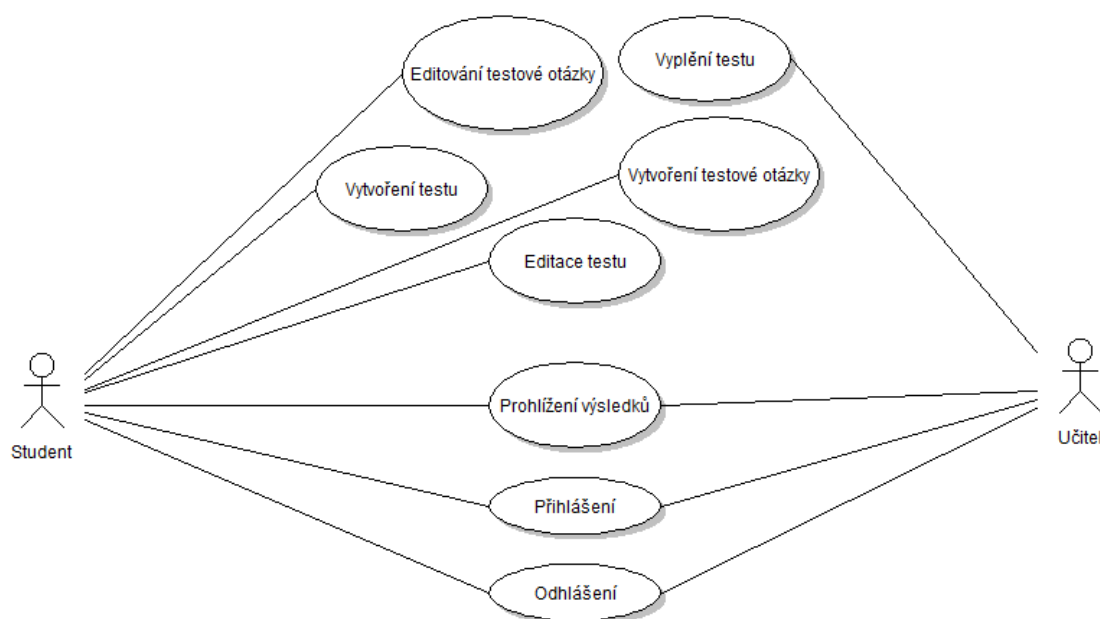 Editování testové otázky
Vyplění testu
Vytvoření testu
Vytvoření testové otázky
Editace testu
Prohlížení výsledků
Student
Učitel
Přihlášení
Odhlášení